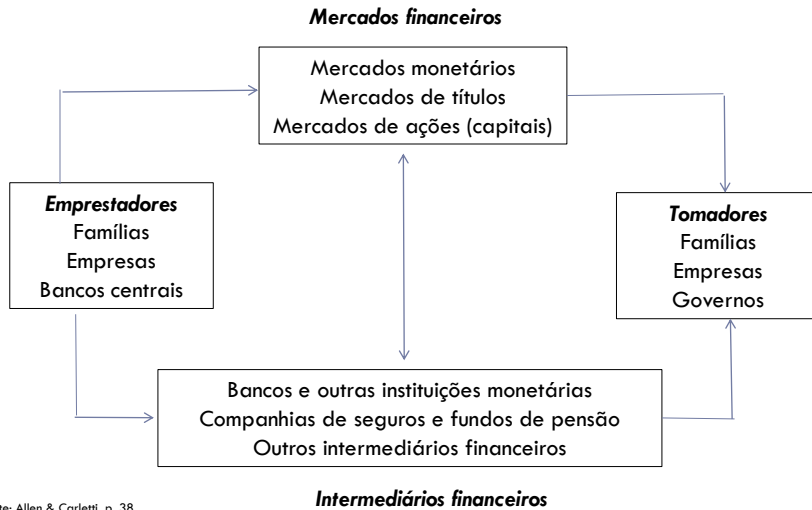 Mercados financeiros
Mercados monetários
Mercados de títulos
Mercados de ações (capitais)
Emprestadores
Famílias
Empresas
Bancos centrais
Tomadores
Famílias
Empresas
Governos
Bancos e outras instituições monetárias
Companhias de seguros e fundos de pensão
Outros intermediários financeiros
Intermediários financeiros
te: Allen & Carletti, p. 38